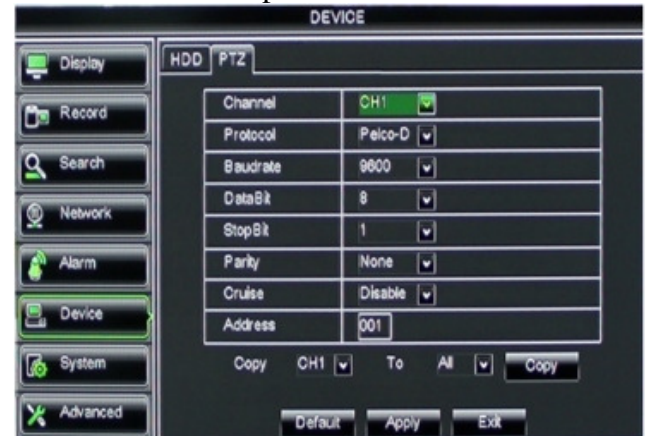 DEVICE
HDD PTZ
Display
Record
Search
Network
Alarm
Device
System
Advanced
Channel CH1
Protocol Pelco-D
Baudrate 9600
DataBit 8
StopBit 1
Parity None
Cruise Disable
Address 001
Copy CH1 To All Copy
Default Apply Exit